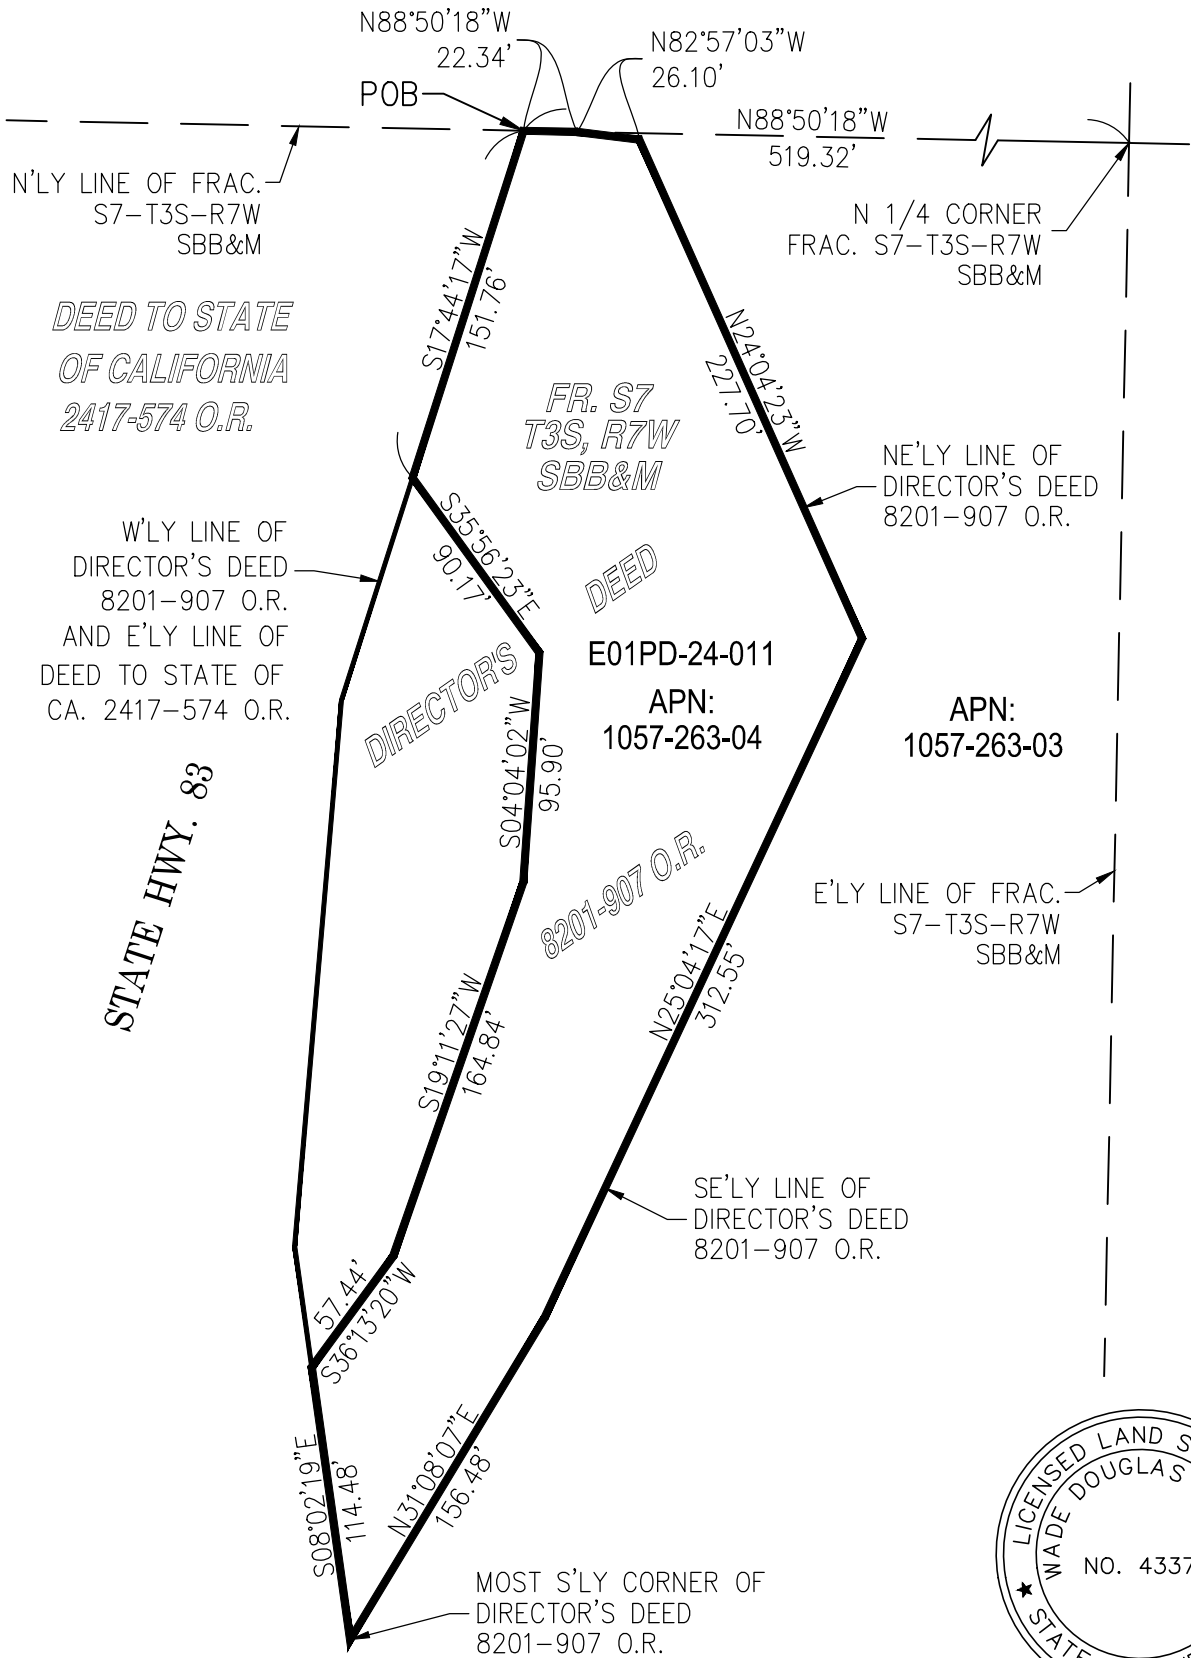 N88°50'18"W
22.34'
N82°57'03"W
26.10'
POB
N88°50'18"W
519.32'
N'LY LINE OF FRAC.
S7-T3S-R7W
SBB&M
N 1/4 CORNER
FRAC. S7-T3S-R7W
SBB&M
S17°44'17"W
151.76'
DEED TO STATE
OF CALIFORNIA
2417-574 O.R.
N24°04'23"W
227.70'
FR. S7
T3S, R7W
SBB&M
NE'LY LINE OF
DIRECTOR'S DEED
8201-907 O.R.
S35°56'23"E
90.17'
W'LY LINE OF
DIRECTOR'S DEED
8201-907 O.R.
AND E'LY LINE OF
DEED TO STATE OF
CA. 2417-574 O.R.
DIRECTOR'S DEED
E01PD-24-011
APN:
1057-263-04
APN:
1057-263-03
S04°04'02"W
95.90'
STATE HWY. 83
8201-907 O.R.
E'LY LINE OF FRAC.
S7-T3S-R7W
SBB&M
N25°04'17"E
312.55'
S19°11'27"W
164.84'
SE'LY LINE OF
DIRECTOR'S DEED
8201-907 O.R.
57.44'
S36°13'20"W
S08°02'19"E
114.48'
N31°08'07"E
156.48'
MOST S'LY CORNER OF
DIRECTOR'S DEED
8201-907 O.R.
LICENSED LAND S
WADE DOUGLAS
NO. 4337
STATE